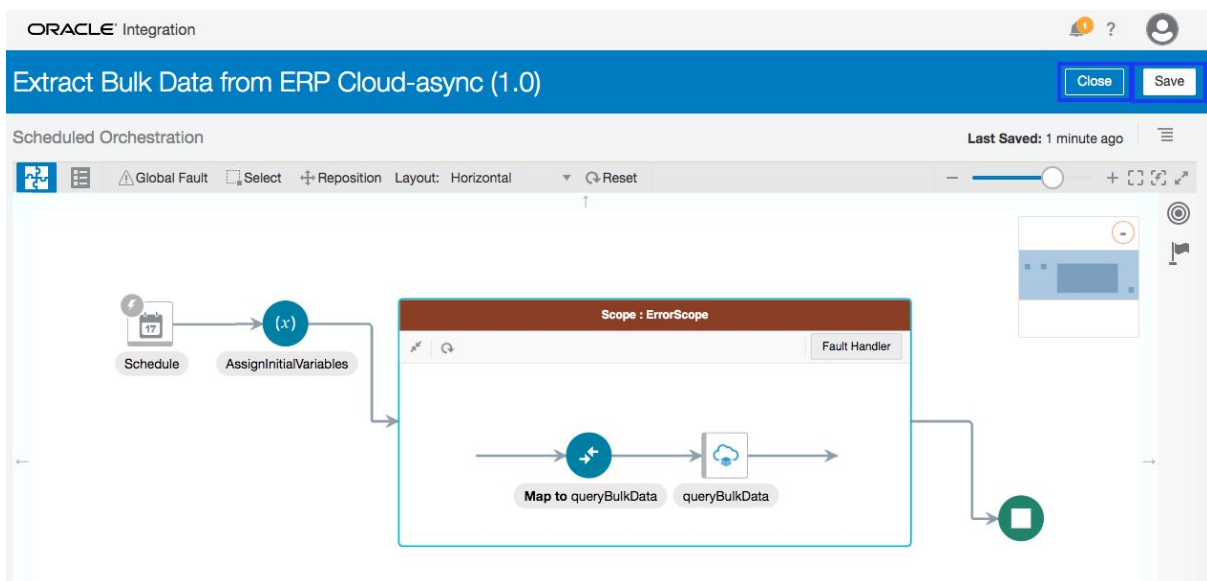 ORACLE Integration
1
?
Extract Bulk Data from ERP Cloud-async (1.0)
Close
Save
Scheduled Orchestration
Last Saved: 1 minute ago
Global Fault Select Reposition Layout: Horizontal Reset
17
(x)
Schedule
AssignInitialVariables
Scope : ErrorScope
Fault Handler
Map to queryBulkData
queryBulkData